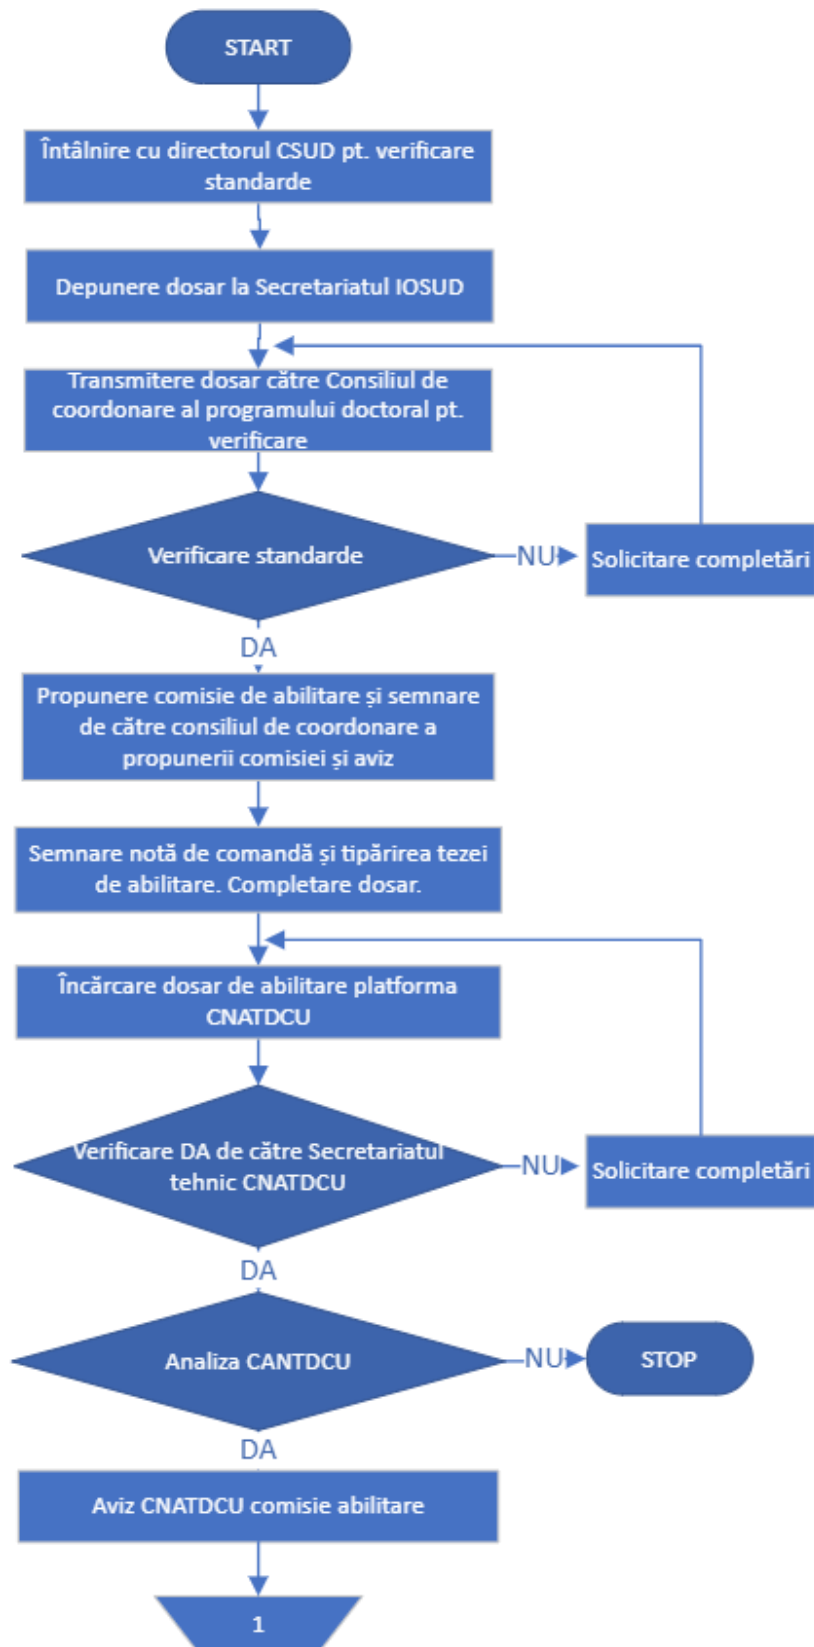 START
Întâlnire cu directorul CSUD pt. verificare
standarde
Depunere dosar la Secretariatul IOSUD
Transmitere dosar către Consiliul de
coordonare al programului doctoral pt.
verificare
Verificare standarde
NU
Solicitare completări
DA
Propunere comisie de abilitare și semnare
de către consiliul de coordonare a
propunerii comisiei și aviz
Semnare notă de comandă și tipărirea tezei
de abilitare. Completare dosar.
Încărcare dosar de abilitare platforma
CNATDCU
Verificare DA de către Secretariatul
tehnic CNATDCU
NU
Solicitare completări
DA
Analiza CANTDCU
NU
STOP
DA
Aviz CNATDCU comisie abilitare
1